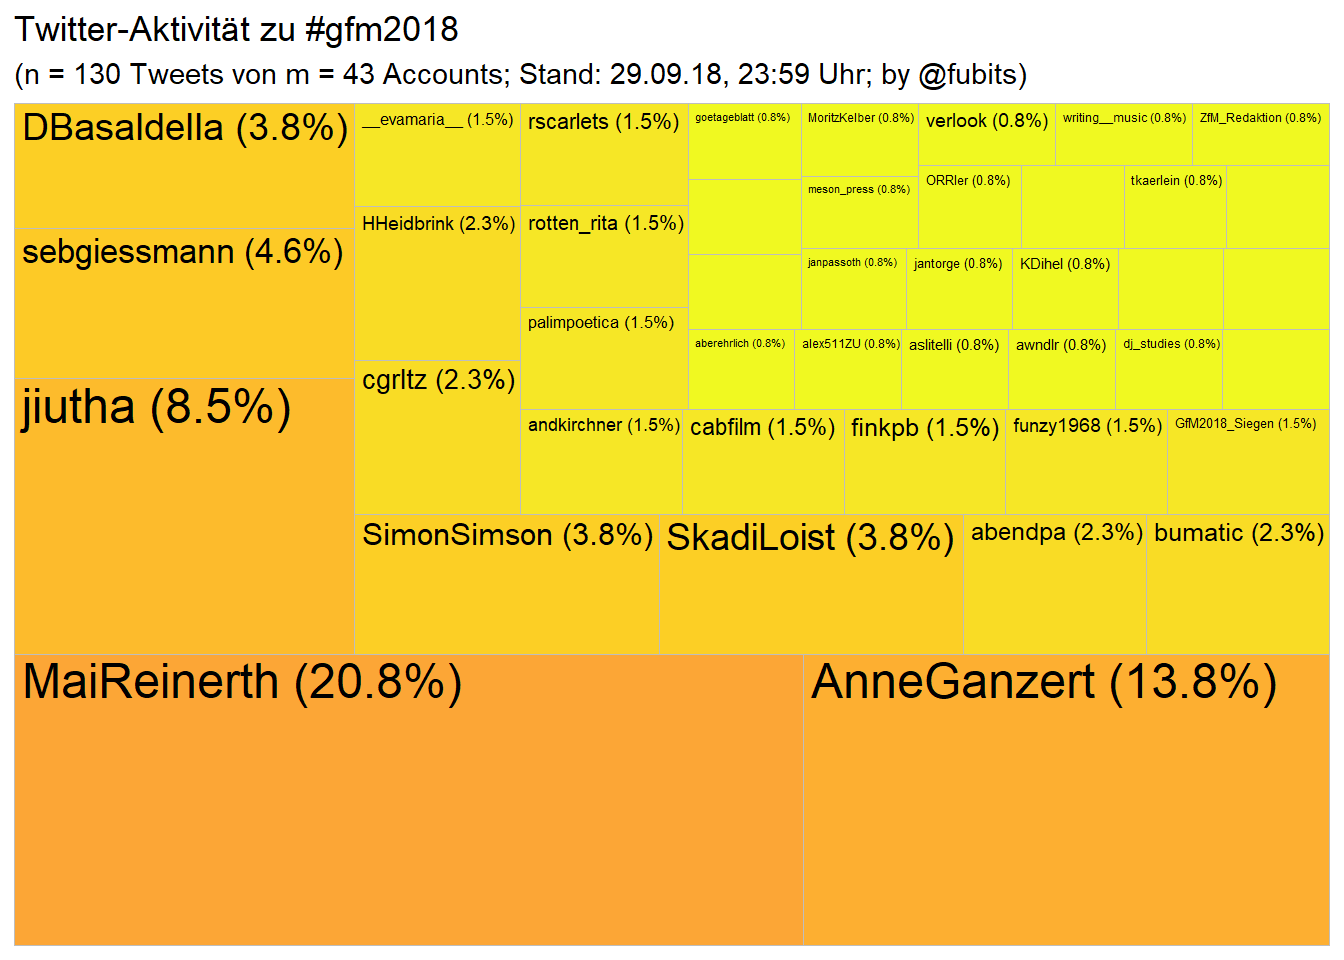 Twitter-Aktivität zu #gfm2018
(n = 130 Tweets von m = 43 Accounts; Stand: 29.09.18, 23:59 Uhr; by @fubits)
DBasaldella (3.8%)
__evamaria__ (1.5%)
rscarlets (1.5%)
goetageblatt (0.8%)
MoritzKelber (0.8%)
verlook (0.8%)
writing__music (0.8%)
ZfM_Redaktion (0.8%)
meson_press (0.8%)
ORRler (0.8%)
tkaerlein (0.8%)
sebgiessmann (4.6%)
HHeidbrink (2.3%)
rotten_rita (1.5%)
janpassoth (0.8%)
jantorge (0.8%)
KDihel (0.8%)
palimpoetica (1.5%)
aberehrlich (0.8%)
alex511ZU (0.8%)
aslitelli (0.8%)
awndlr (0.8%)
dj_studies (0.8%)
jiutha (8.5%)
cgrltz (2.3%)
andkirchner (1.5%)
cabfilm (1.5%)
finkpb (1.5%)
funzy1968 (1.5%)
GfM2018_Siegen (1.5%)
SimonSimson (3.8%)
SkadiLoist (3.8%)
abendpa (2.3%)
bumatic (2.3%)
MaiReinerth (20.8%)
AnneGanzert (13.8%)